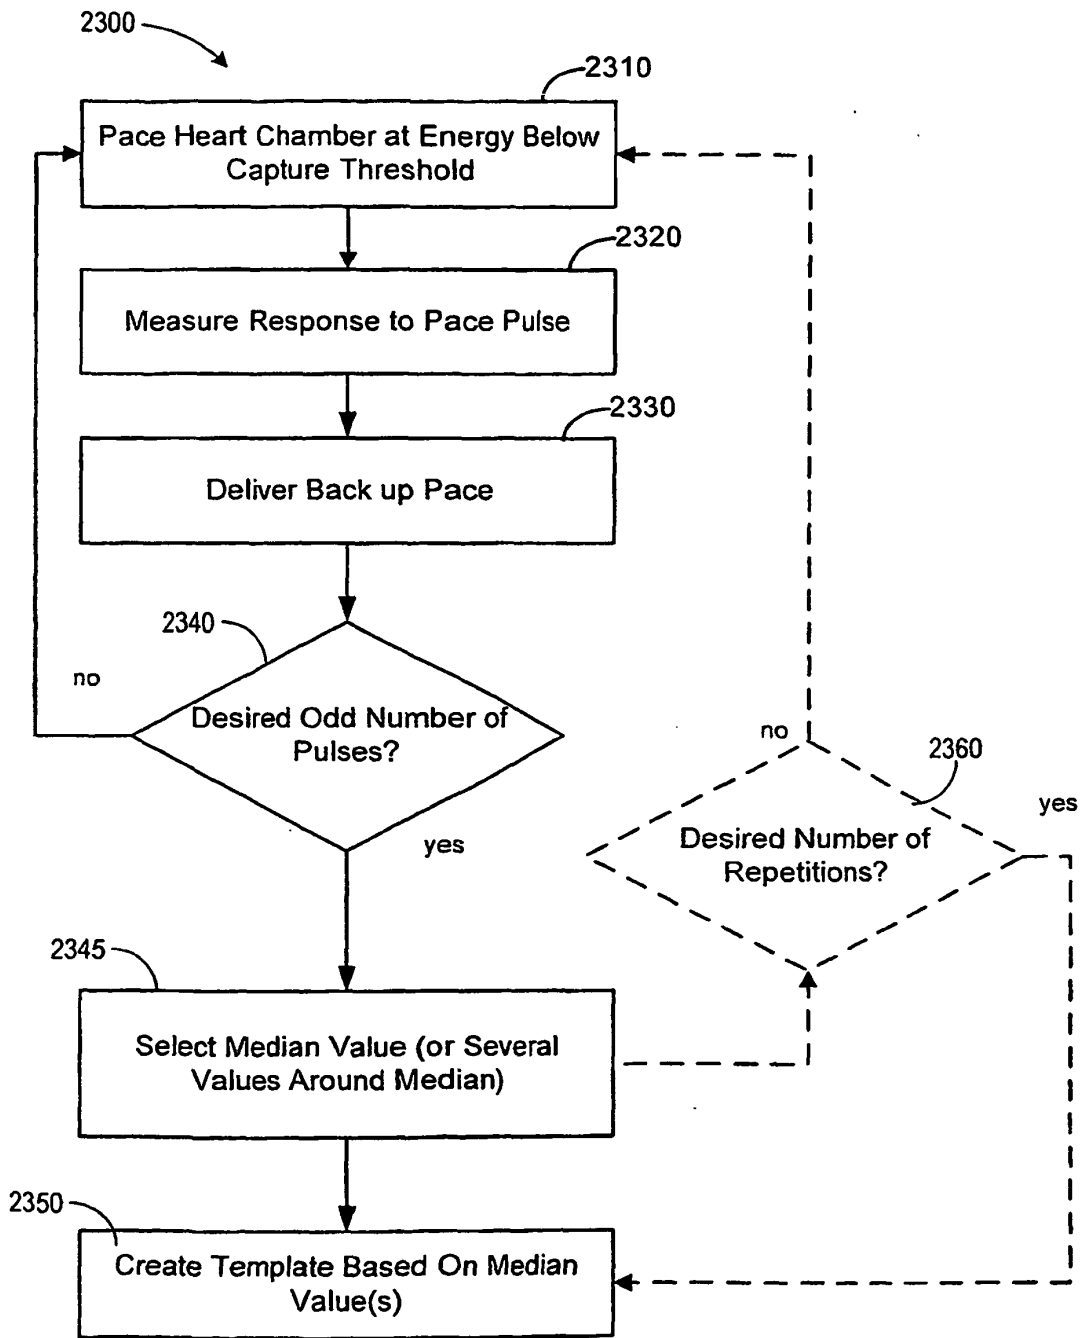 2300
2310
Pace Heart Chamber at Energy Below
Capture Threshold
2320
Measure Response to Pace Pulse
2330
Deliver Back up Pace
2340
no
Desired Odd Number of
Pulses?
yes
no
2360
yes
Desired Number of
Repetitions?
2345
Select Median Value (or Several
Values Around Median)
2350
Create Template Based On Median
Value(s)